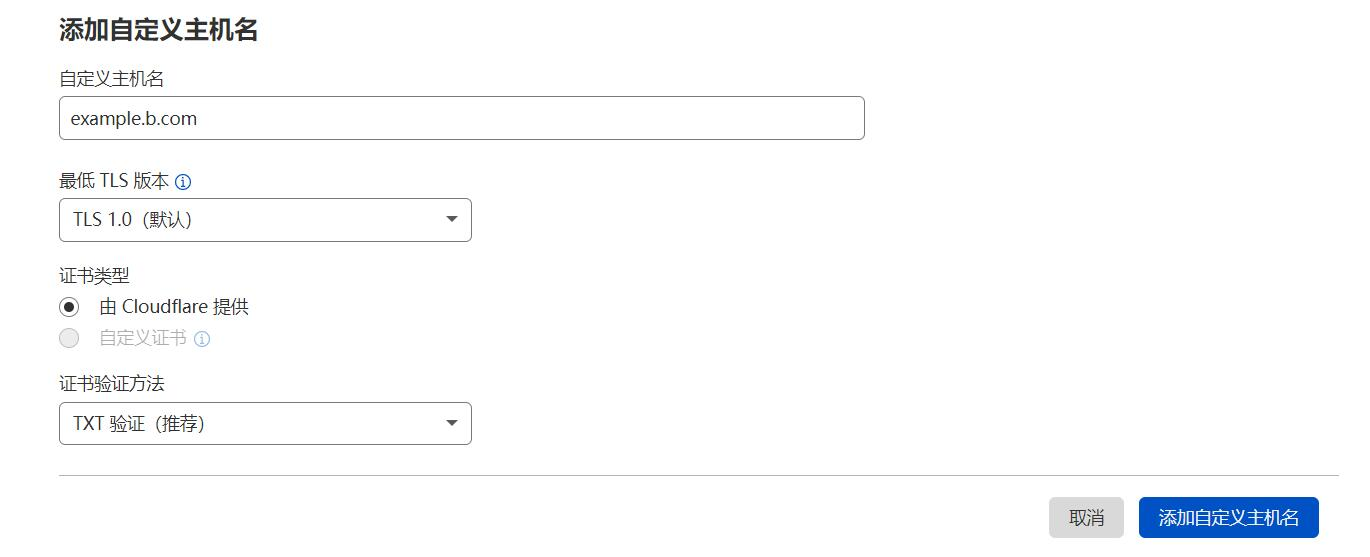 添加自定义主机名
自定义主机名
example.b.com
最低 TLS 版本
TLS 1.0（默认）
证书类型
由 Cloudflare 提供
自定义证书
证书验证方法
TXT 验证（推荐）
取消 添加自定义主机名